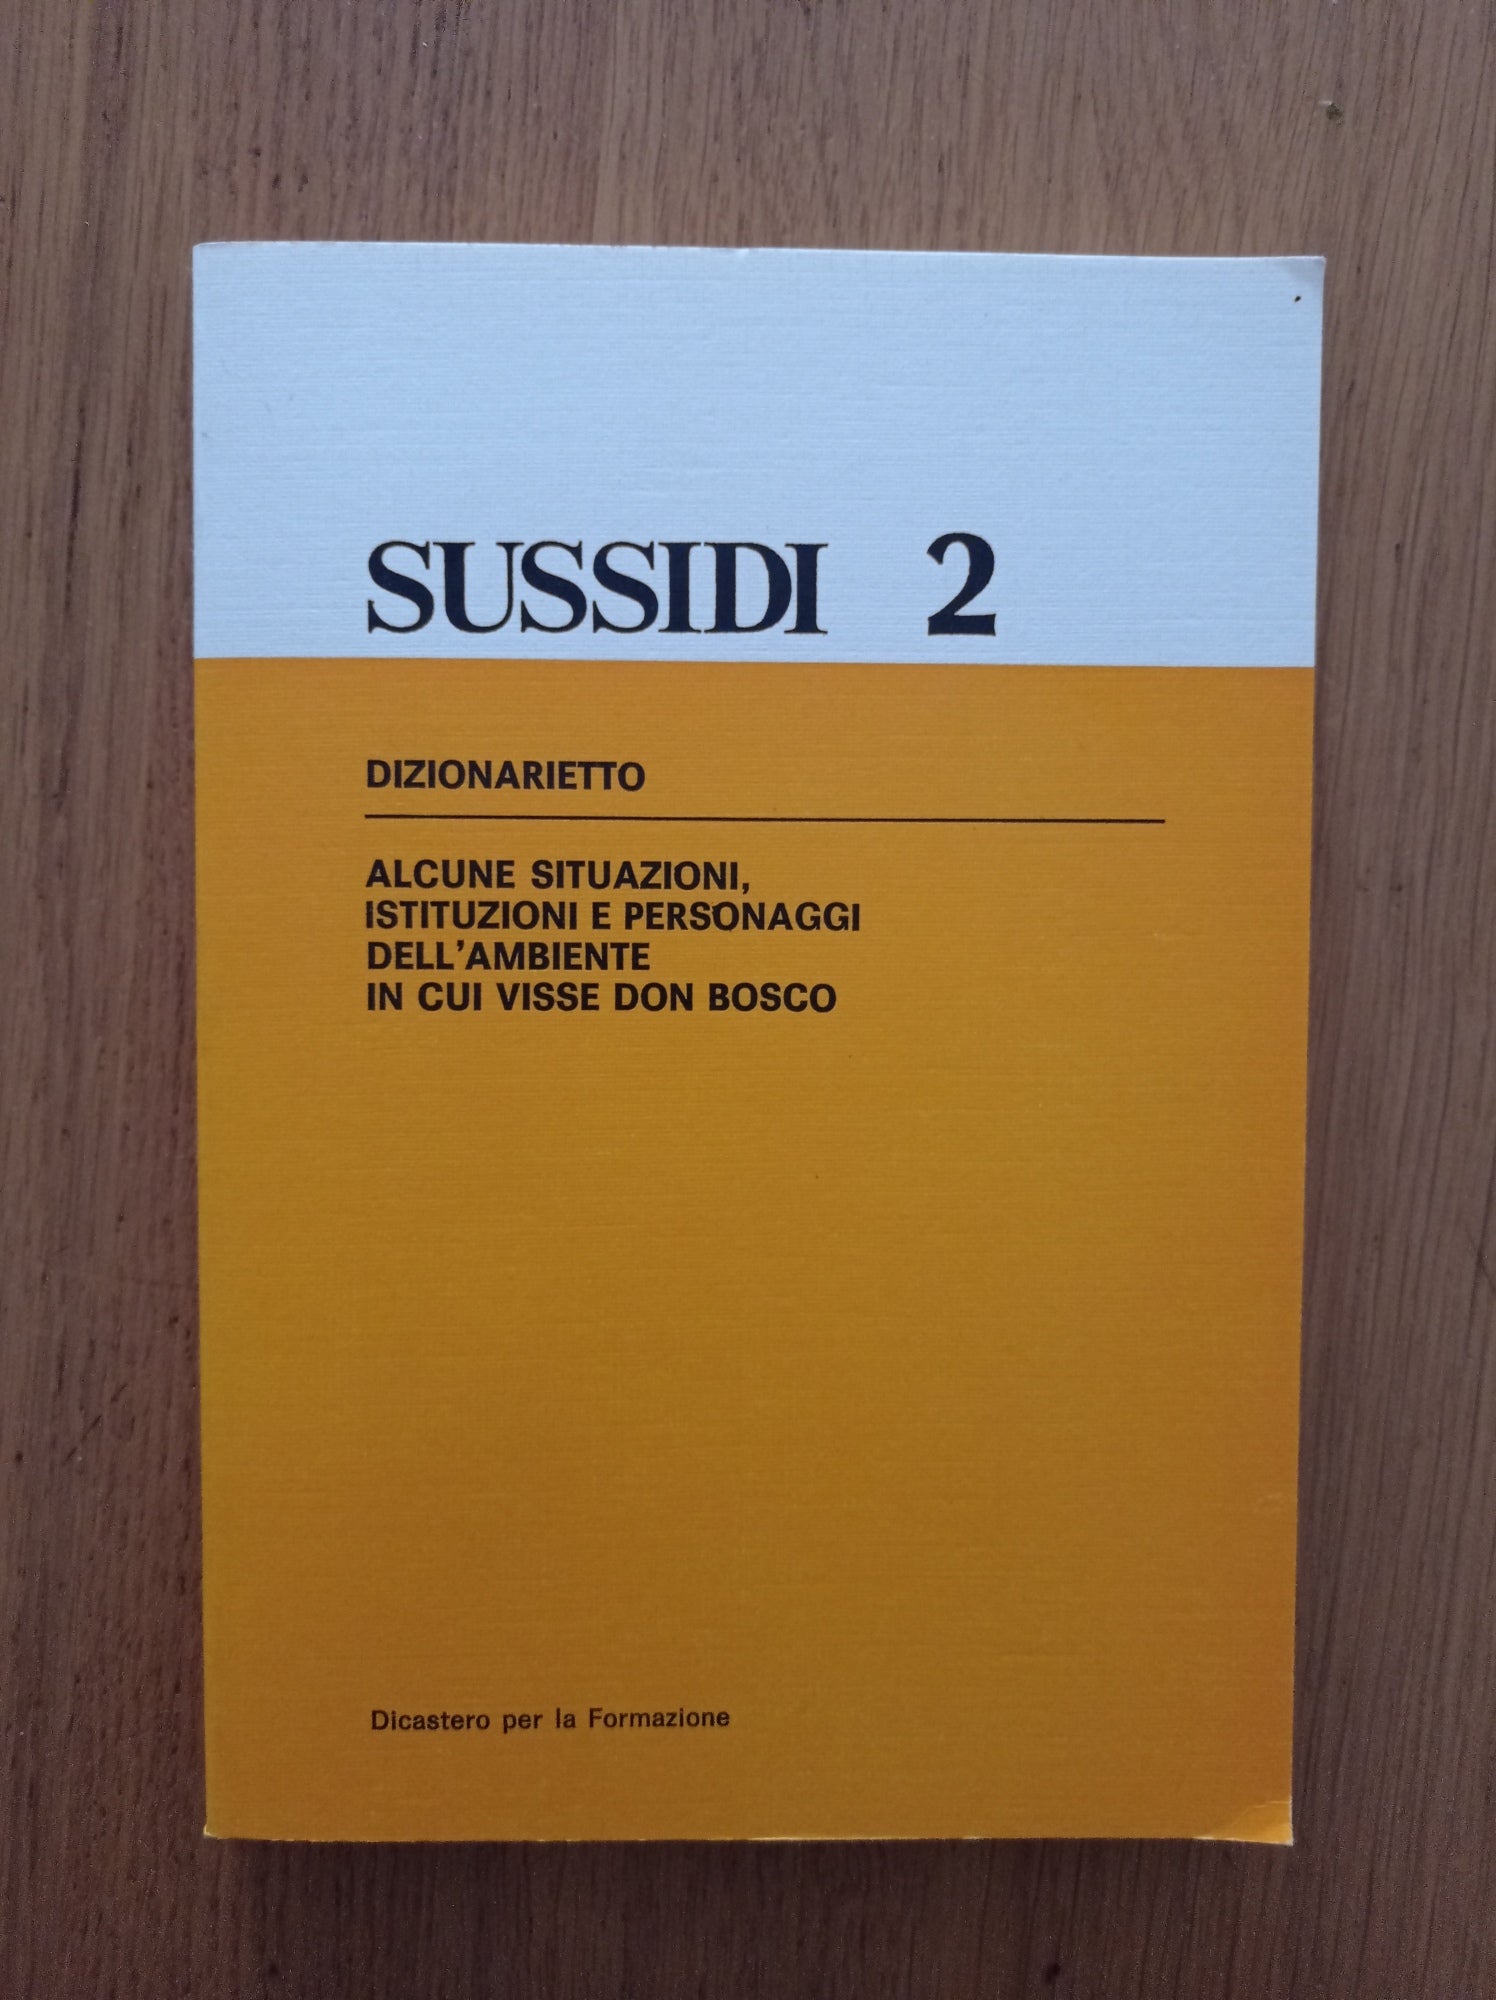 SUSSIDI 2
DIZIONARIETTO
ALCUNE SITUAZIONI,
ISTITUZIONI E PERSONAGGI
DELL'AMBIENTE
IN CUI VISSE DON BOSCO
Dicastero per la Formazione